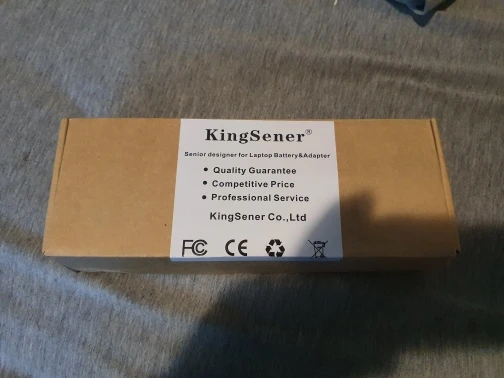 KingSener®
Senior designer for Laptop Battery&Adapter
• Quality Guarantee
• Competitive Price
• Professional Service
KingSener Co.,Ltd
FC CE